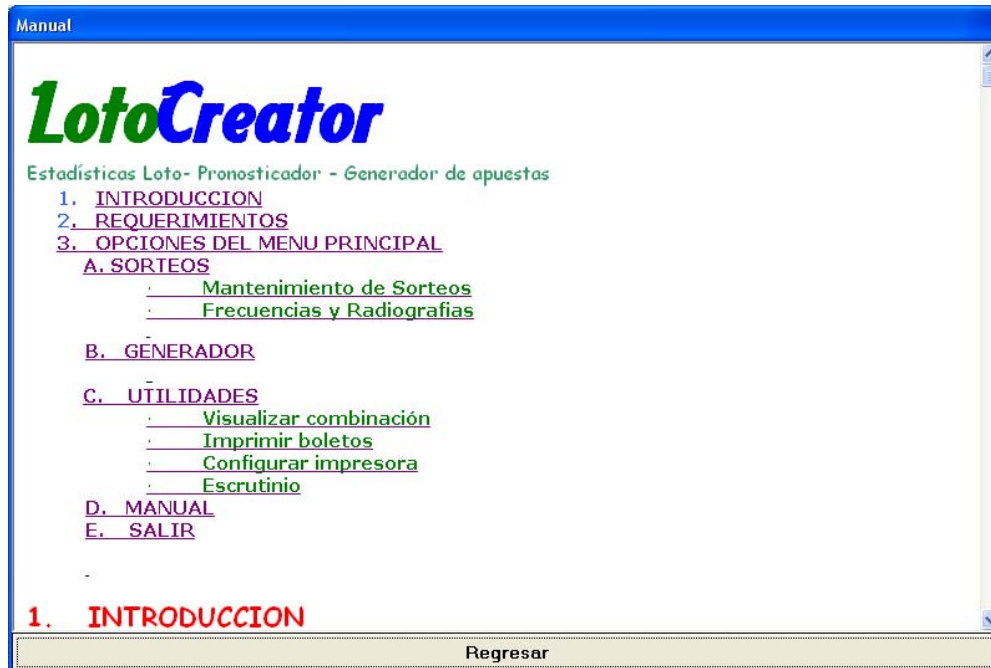 Manual
LotoCreator
Estadísticas Loto- Pronosticador - Generador de apuestas
1. INTRODUCCION
2. REQUERIMIENTOS
3. OPCIONES DEL MENU PRINCIPAL
A. SORTEOS
· Mantenimiento de Sorteos
· Frecuencias y Radiografias
B. GENERADOR
C. UTILIDADES
· Visualizar combinación
· Imprimir boletos
· Configurar impresora
· Escrutinio
D. MANUAL
E. SALIR
-
1. INTRODUCCION
Regresar